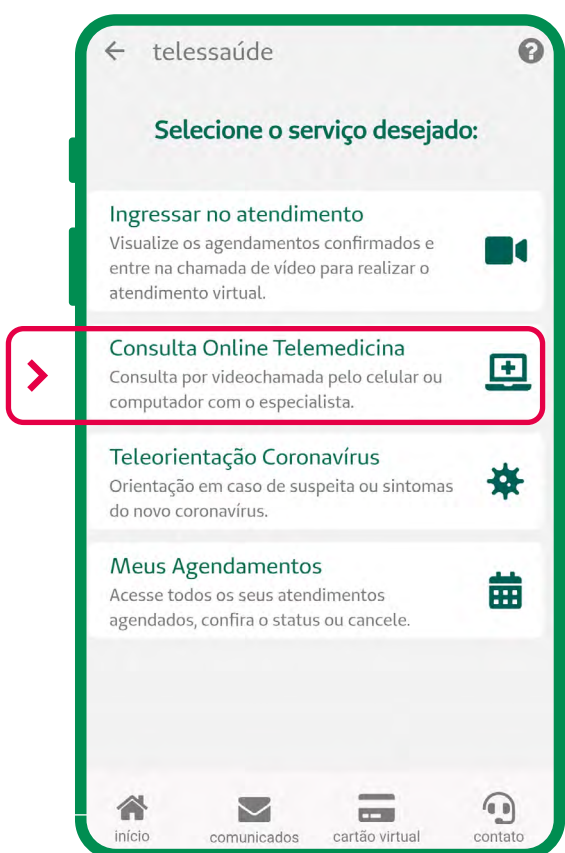 telessaúde
Selecione o serviço desejado:
Ingressar no atendimento
Visualize os agendamentos confirmados e
entre na chamada de vídeo para realizar o
atendimento virtual.
Consulta Online Telemedicina
Consulta por videochamada pelo celular ou
computador com o especialista.
Teleorientação Coronavírus
Orientação em caso de suspeita ou sintomas
do novo coronavírus.
Meus Agendamentos
Acesse todos os seus atendimentos
agendados, confira o status ou cancele.
início comunicados cartão virtual contato